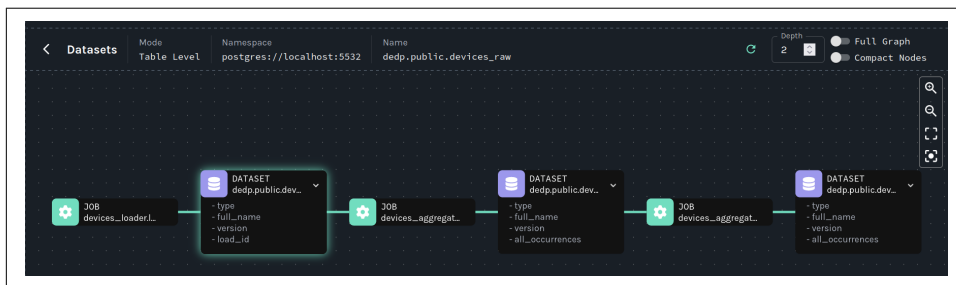 Datasets
Mode
Table Level
Namespace
postgres://localhost:5532
Name
dedp.public.devices_raw
Depth
2
Full Graph
Compact Nodes
JOB
devices_loader.l…
DATASET
dedp.public.dev…
- type
- full_name
- version
- load_id
JOB
devices_aggregat…
DATASET
dedp.public.dev…
- type
- full_name
- version
- all_occurrences
JOB
devices_aggregat…
DATASET
dedp.public.dev…
- type
- full_name
- version
- all_occurrences